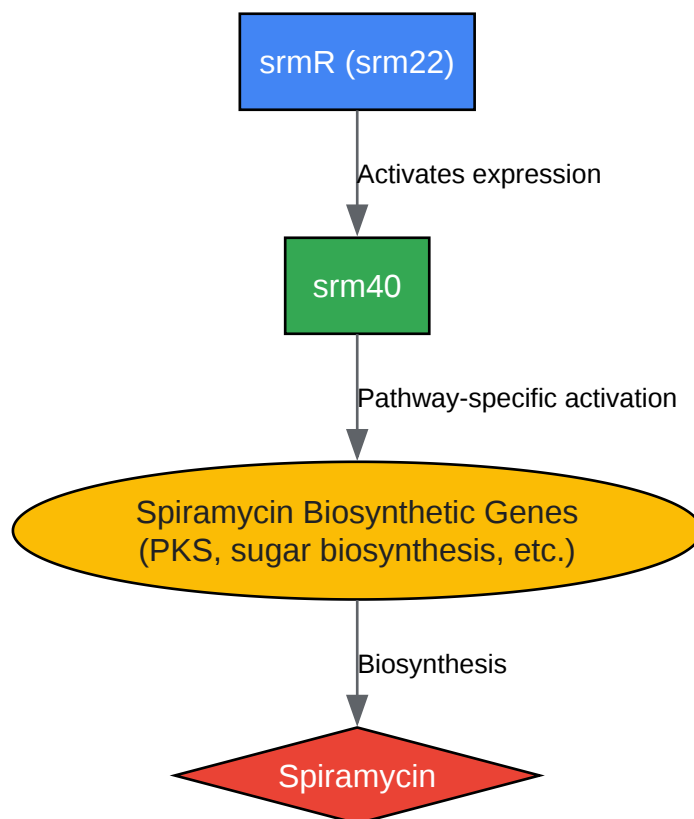 srmR (srm22)
Activates expression
srm40
Pathway-specific activation
Spiramycin Biosynthetic Genes
(PKS, sugar biosynthesis, etc.)
Biosynthesis
Spiramycin